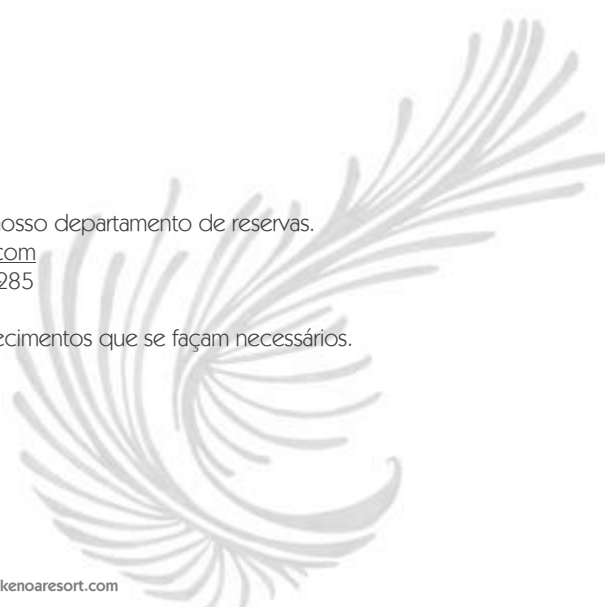 osso departamento de reservas.
com
285
ecimentos que se façam necessários.
kenoaresort.com